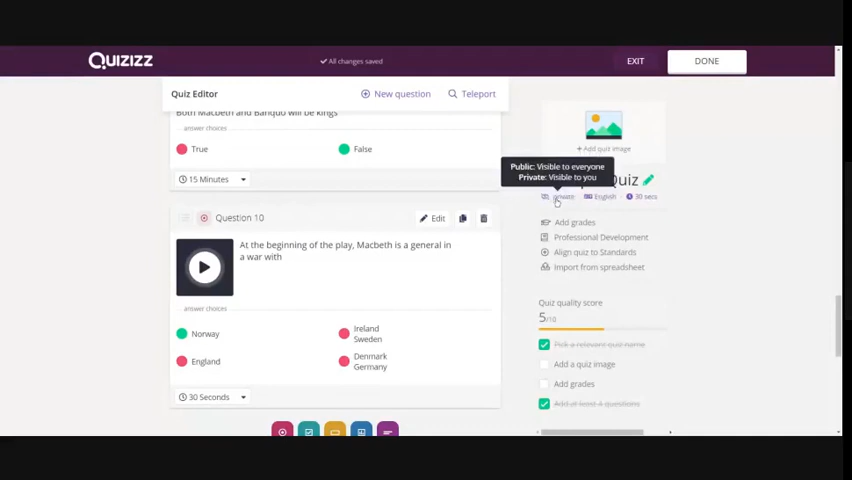 QUIZIZZ
All changes saved
EXIT
DONE
Quiz Editor
New question
Teleport
Both Macbeth and Banquo will be kings
answer choices
True
False
15 Minutes
Question 10
Edit
At the beginning of the play, Macbeth is a general in
a war with
answer choices
Norway
Ireland
Sweden
England
Denmark
Germany
30 Seconds
+ Add quiz image
Public: Visible to everyone
Private: Visible to you
Quiz
private
English
30 secs
Add grades
Professional Development
Align quiz to Standards
Import from spreadsheet
Quiz quality score
5/10
Pick a relevant quiz name
Add a quiz image
Add grades
Add at least 4 questions